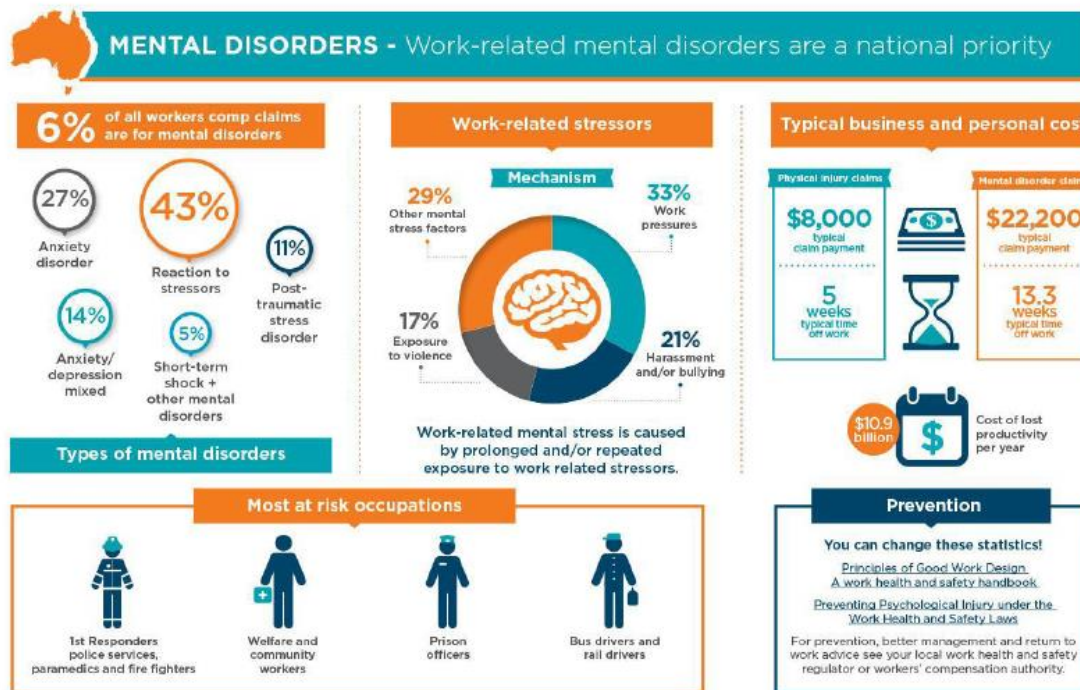 MENTAL DISORDERS - Work-related mental disorders are a national priority
6% of all workers comp claims
are for mental disorders
27%
Anxiety
disorder
43%
Reaction to
stressors
11%
Post-
traumatic
stress
disorder
14%
Anxiety/
depression
mixed
5%
Short-term
shock +
other mental
disorders
Types of mental disorders
Work-related stressors
Mechanism
29%
Other mental
stress factors
33%
Work
pressures
17%
Exposure
to violence
21%
Harassment
and/or bullying
Work-related mental stress is caused
by prolonged and/or repeated
exposure to work related stressors.
Typical business and personal cos
Physical injury claims
$8,000
typical
claim payment
5
weeks
typical time
off work
Mental disorder claim
$22,200
typical
claim payment
13.3
weeks
typical time
off work
$10.9
billion
$
Cost of lost
productivity
per year
Most at risk occupations
1st Responders
police services,
paramedics and fire fighters
Welfare and
community
workers
Prison
officers
Bus drivers and
rail drivers
Prevention
You can change these statistics!
Principles of Good Work Design
A work health and safety handbook
Preventing Psychological Injury under the
Work Health and Safety Laws
For prevention, better management and return to
work advice see your local work health and safety
regulator or workers' compensation authority.